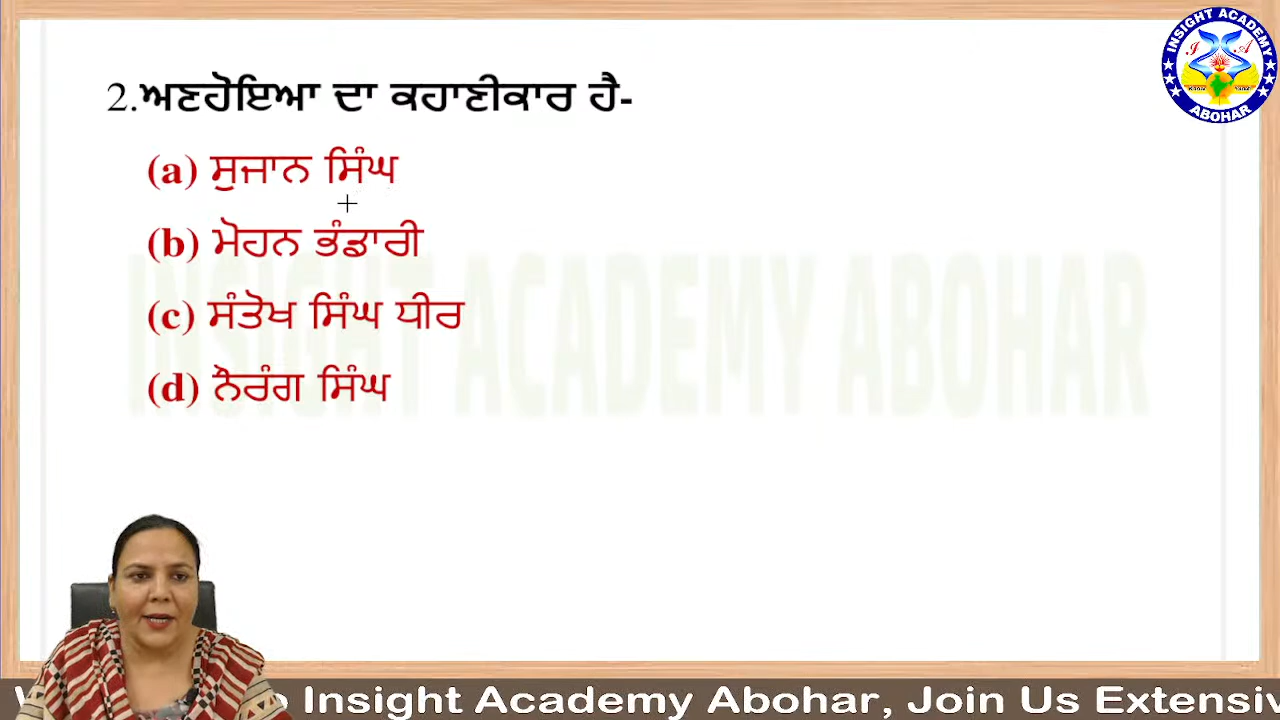 INSIGHT ACADEMY
I A
ABOHAR
2.ਅਣਹੋਇਆ ਦਾ ਕਹਾਣੀਕਾਰ ਹੈ-
(a) ਸੁਜਾਨ ਸਿੰਘ
(b) ਮੋਹਨ ਭੰਡਾਰੀ
(c) ਸੰਤੋਖ ਸਿੰਘ ਧੀਰ
(d) ਨੌਰੰਗ ਸਿੰਘ
INSIGHT ACADEMY ABOHAR
Insight Academy Abohar, Join Us